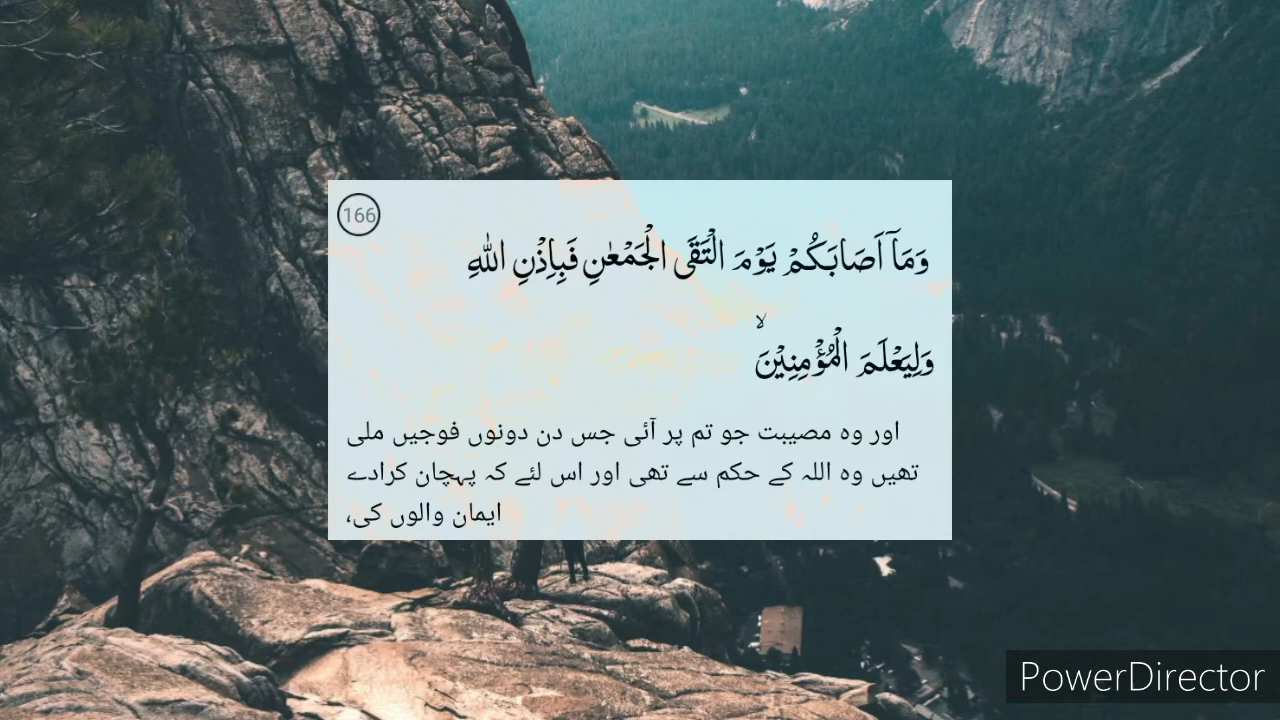 166
وَمَآ اَصَابَكُمْ يَوْمَ الْتَقَى الْجَمْعٰنِ فَبِاِذْنِ اللّٰهِ
وَلِيَعْلَمَ الْمُؤْمِنِيْنَ ۙ
اور وہ مصیبت جو تم پر آئی جس دن دونوں فوجیں ملی
تھیں وہ اللہ کے حکم سے تھی اور اس لئے کہ پہچان کرادے
ایمان والوں کی،
PowerDirector